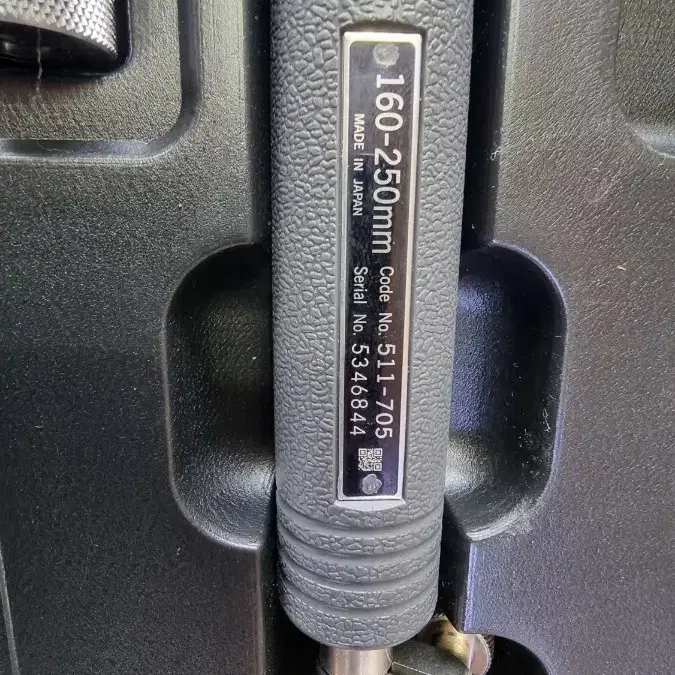 160-250mm Code No. 511-705
MADE IN JAPAN Serial No. 5346844